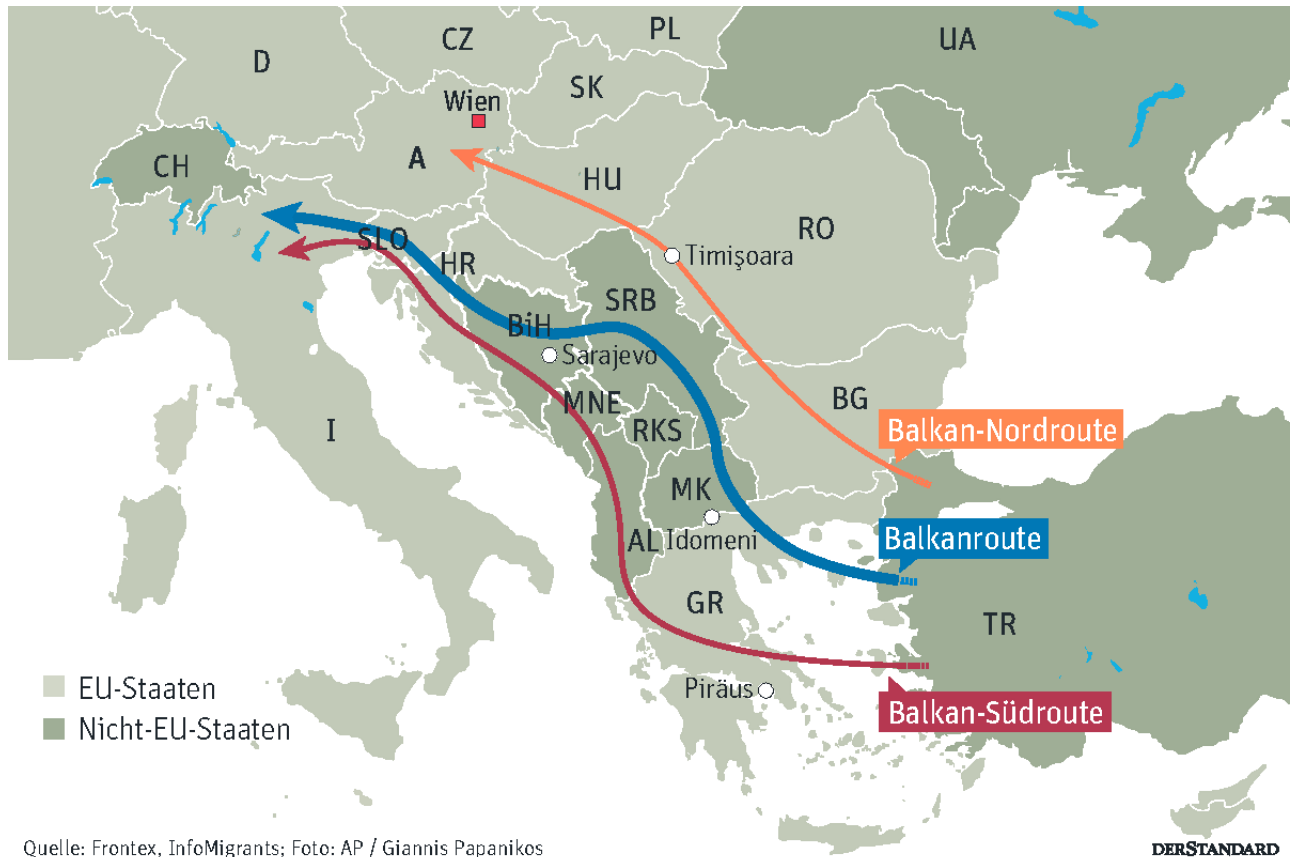 D
CZ
PL
UA
SK
Wien
A
CH
HU
RO
SLO
HR
Timişoara
SRB
BiH
Sarajevo
MNE
BG
RKS
I
Balkan-Nordroute
MK
AL
Idomeni
Balkanroute
GR
TR
Piräus
Balkan-Südroute
EU-Staaten
Nicht-EU-Staaten
Quelle: Frontex, InfoMigrants; Foto: AP / Giannis Papanikos
DERSTANDARD